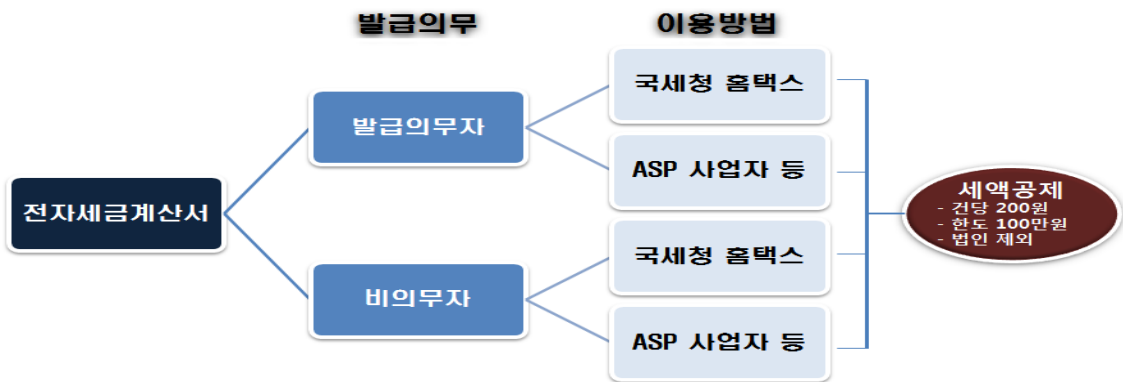 발급의무
이용방법
전자세금계산서
발급의무자
국세청 홈택스
ASP 사업자 등
비의무자
국세청 홈택스
ASP 사업자 등
세액공제
- 건당 200원
- 한도 100만원
- 법인 제외